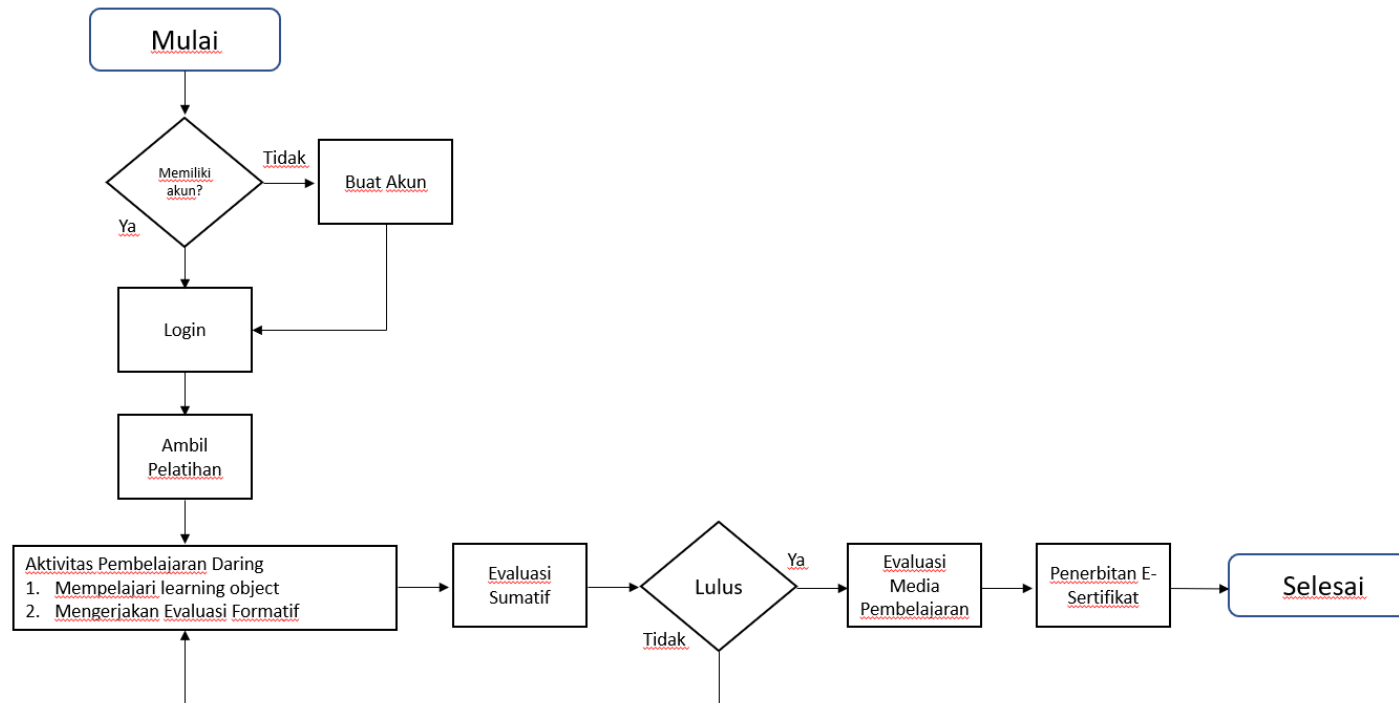 Mulai
Memiliki
akun?
Tidak
Buat Akun
Ya
Login
Ambil
Pelatihan
Aktivitas Pembelajaran Daring
1. Mempelajari learning object
2. Mengerjakan Evaluasi Formatif
Evaluasi
Sumatif
Lulus
Ya
Tidak
Evaluasi
Media
Pembelajaran
Penerbitan E-
Sertifikat
Selesai